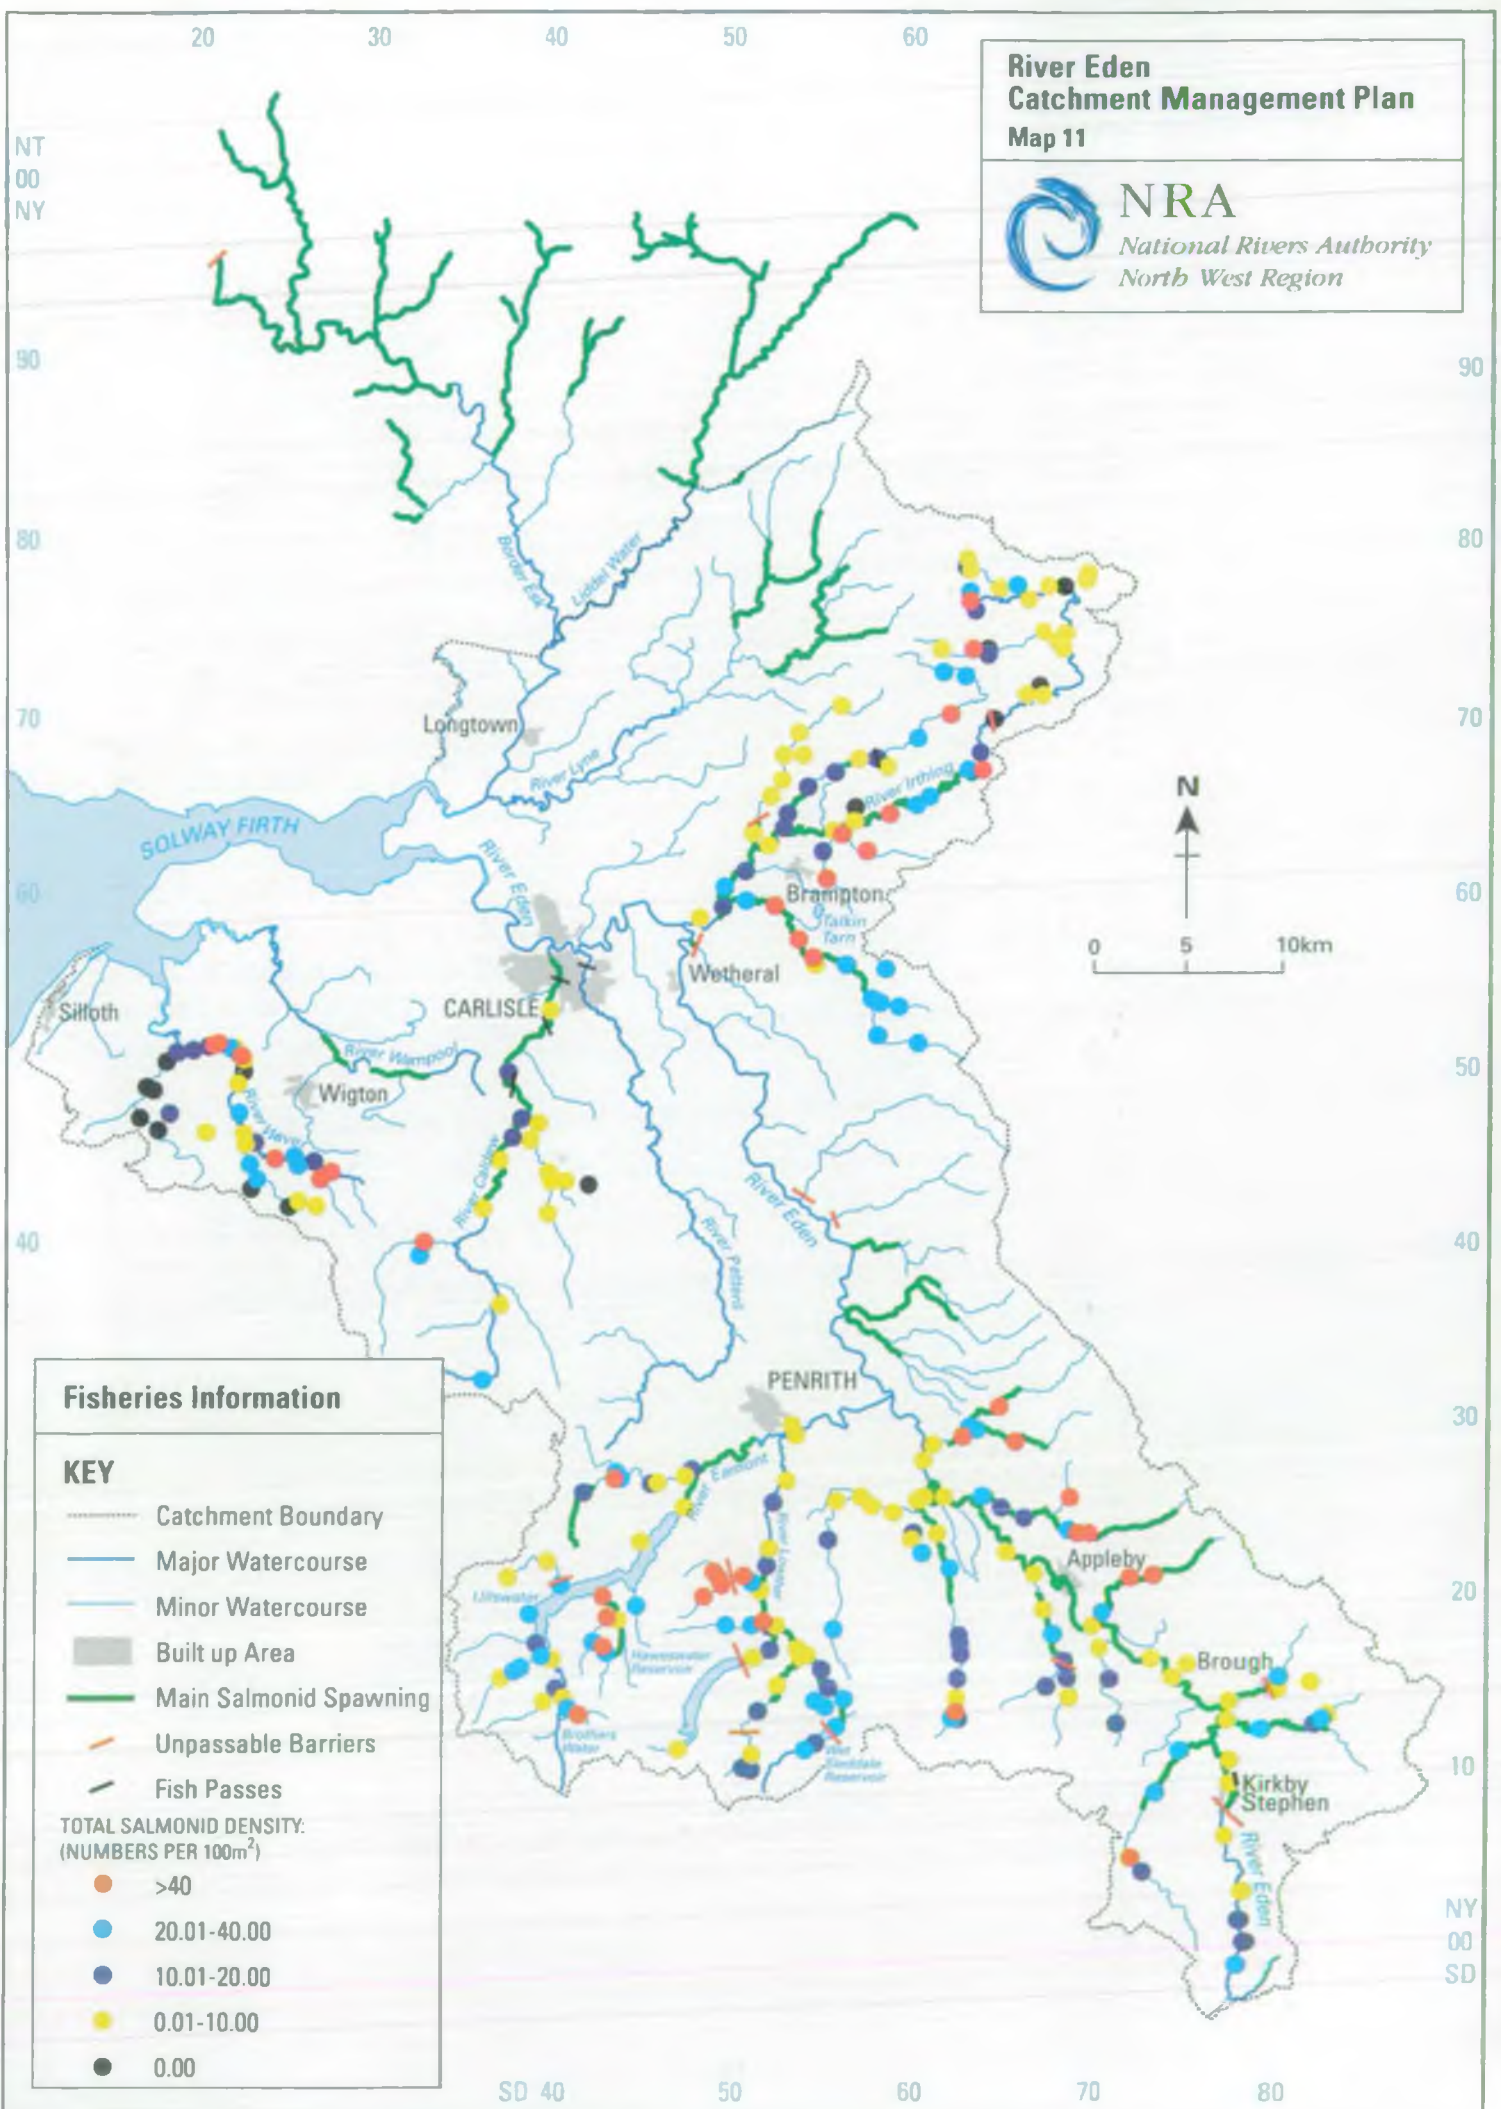 20 30 40 50 60
River Eden
Catchment Management Plan
Map 11
NRA
National Rivers Authority
North West Region
NT
00
NY
90 90
80 80
Border Esk
Liddel Water
70 70
Longtown
River Lyne
River Irthing
N
SOLWAY FIRTH
River Eden
60 60
Brampton
Talkin
Tarn
0 5 10km
Wetheral
Silloth
CARLISLE
50
River Wampool
Wigton
River Waver
River Caldew
River Eden
River Petteril
40 40
PENRITH
30
River Eamont
River Lowther
Appleby
Ullswater
20
Haweswater
Reservoir
Brough
Brothers
Water
Wet
Sleddale
Reservoir
10
Kirkby
Stephen
River Eden
NY
00
SD
Fisheries Information
KEY
Catchment Boundary
Major Watercourse
Minor Watercourse
Built up Area
Main Salmonid Spawning
Unpassable Barriers
Fish Passes
TOTAL SALMONID DENSITY:
(NUMBERS PER 100m²)
>40
20.01-40.00
10.01-20.00
0.01-10.00
0.00
SD 40 50 60 70 80